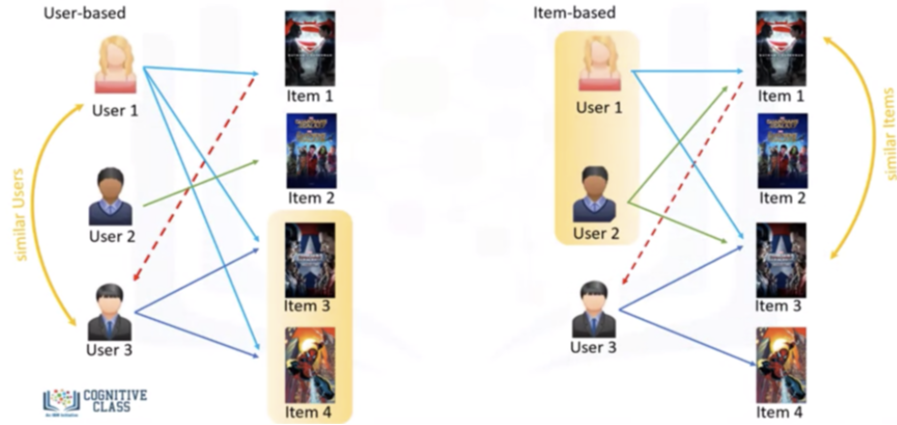 User-based
User 1
User 2
User 3
similar Users
Item 1
Item 2
Item 3
Item 4
COGNITIVE
CLASS
Item-based
User 1
User 2
User 3
Item 1
Item 2
Item 3
Item 4
similar Items